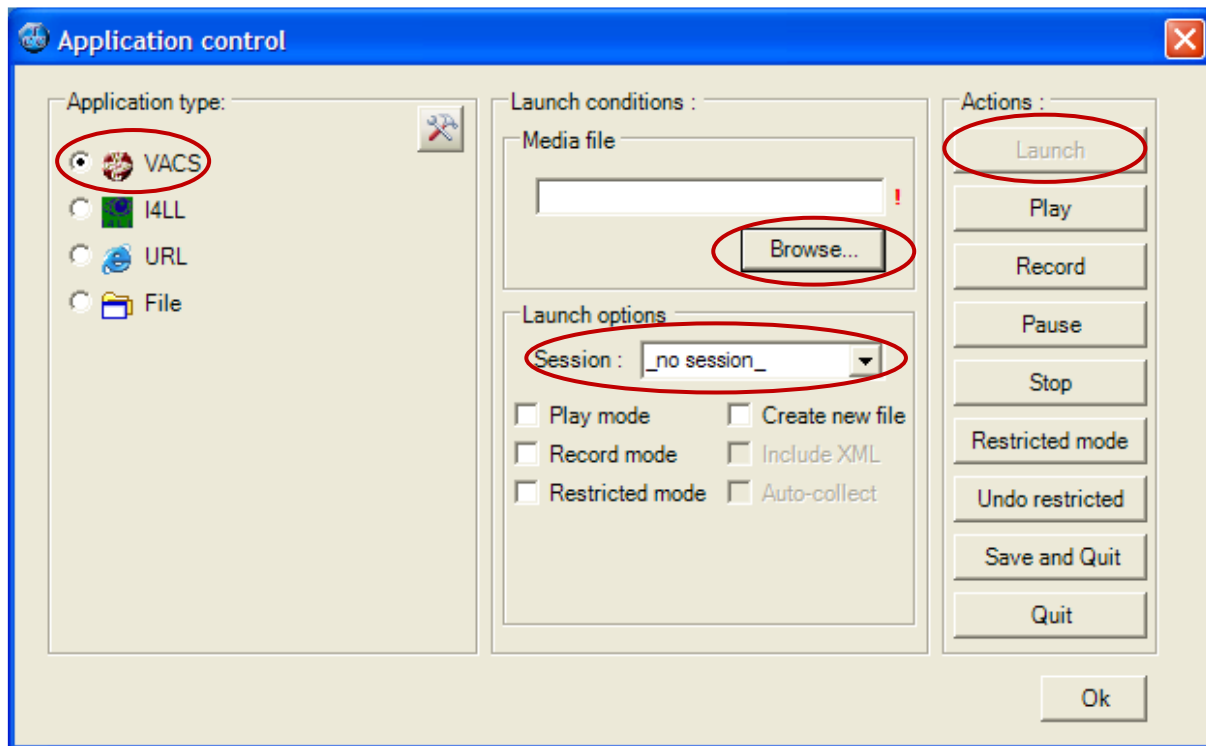 Application control
Application type:
VACS
I4LL
URL
File
Launch conditions :
Media file
!
Browse...
Launch options
Session : _no session_
Play mode Create new file
Record mode Include XML
Restricted mode Auto-collect
Actions :
Launch
Play
Record
Pause
Stop
Restricted mode
Undo restricted
Save and Quit
Quit
Ok